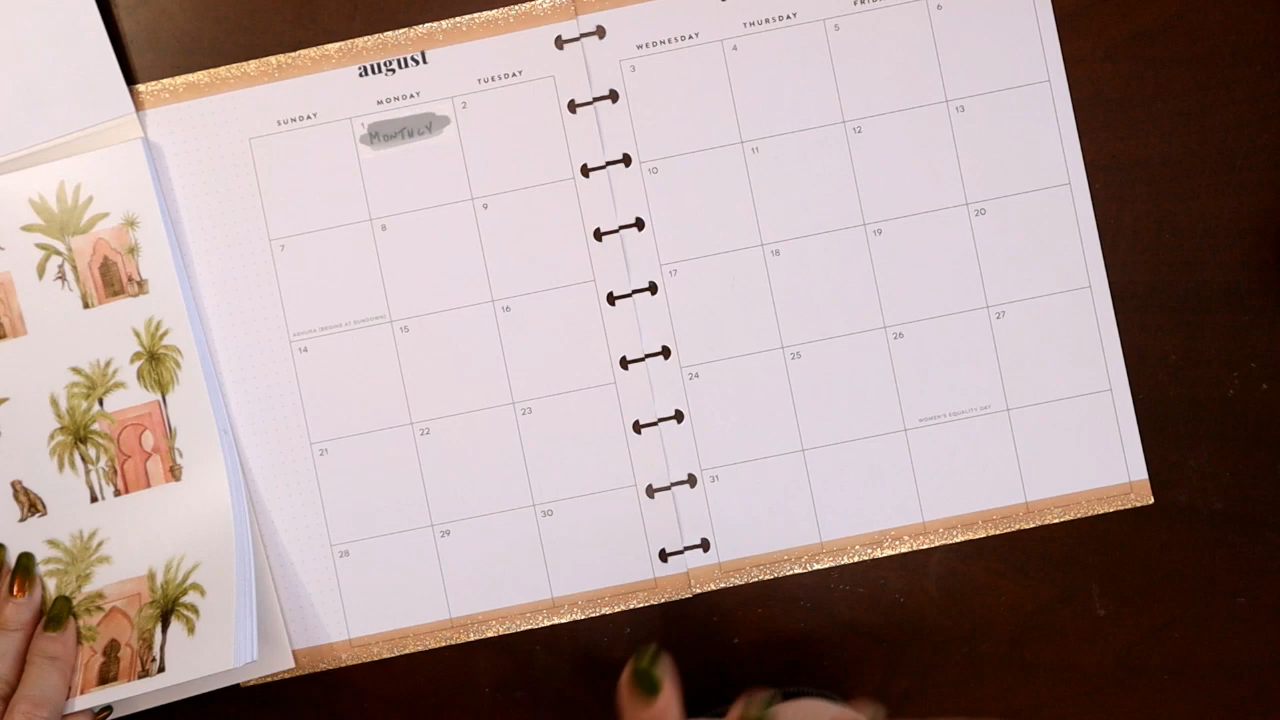 august
SUNDAY MONDAY TUESDAY WEDNESDAY THURSDAY
1 2 3 4 5 6
MONTHLY
7 8 9 10 11 12 13
ASHURA (BEGINS AT SUNDOWN)
14 15 16 17 18 19 20
21 22 23 24 25 26 27
WOMEN'S EQUALITY DAY
28 29 30 31